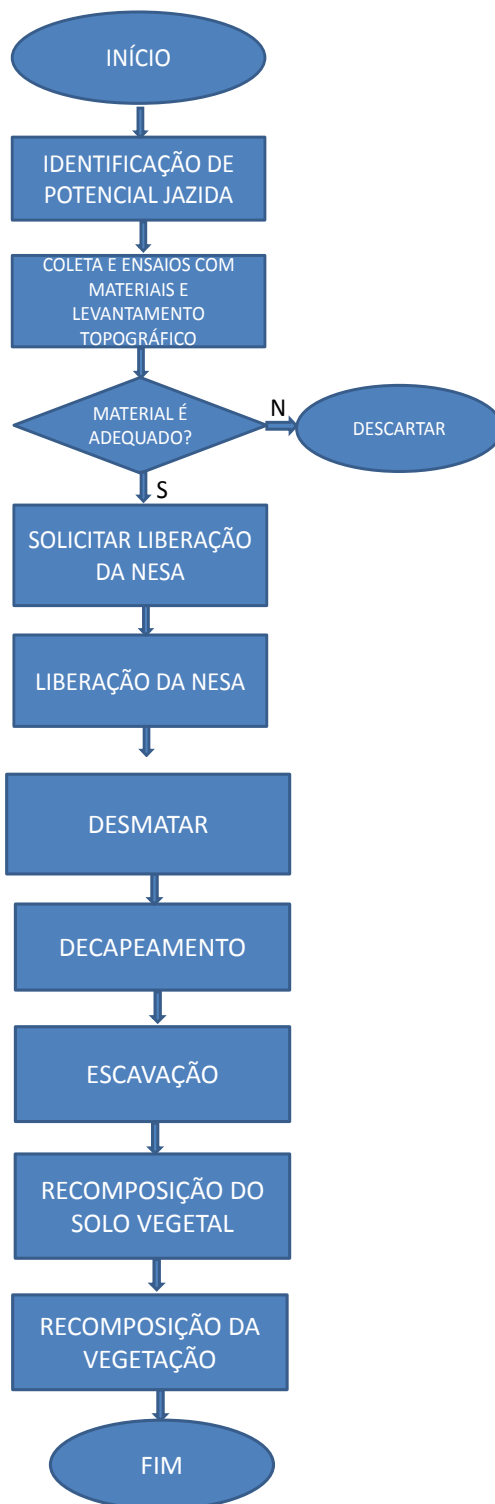 INÍCIO
IDENTIFICAÇÃO DE
POTENCIAL JAZIDA
COLETA E ENSAIOS COM
MATERIAIS E
LEVANTAMENTO
TOPOGRÁFICO
MATERIAL É
ADEQUADO?
N
DESCARTAR
S
SOLICITAR LIBERAÇÃO
DA NESA
LIBERAÇÃO DA NESA
DESMATAR
DECAPEAMENTO
ESCAVAÇÃO
RECOMPOSIÇÃO DO
SOLO VEGETAL
RECOMPOSIÇÃO DA
VEGETAÇÃO
FIM